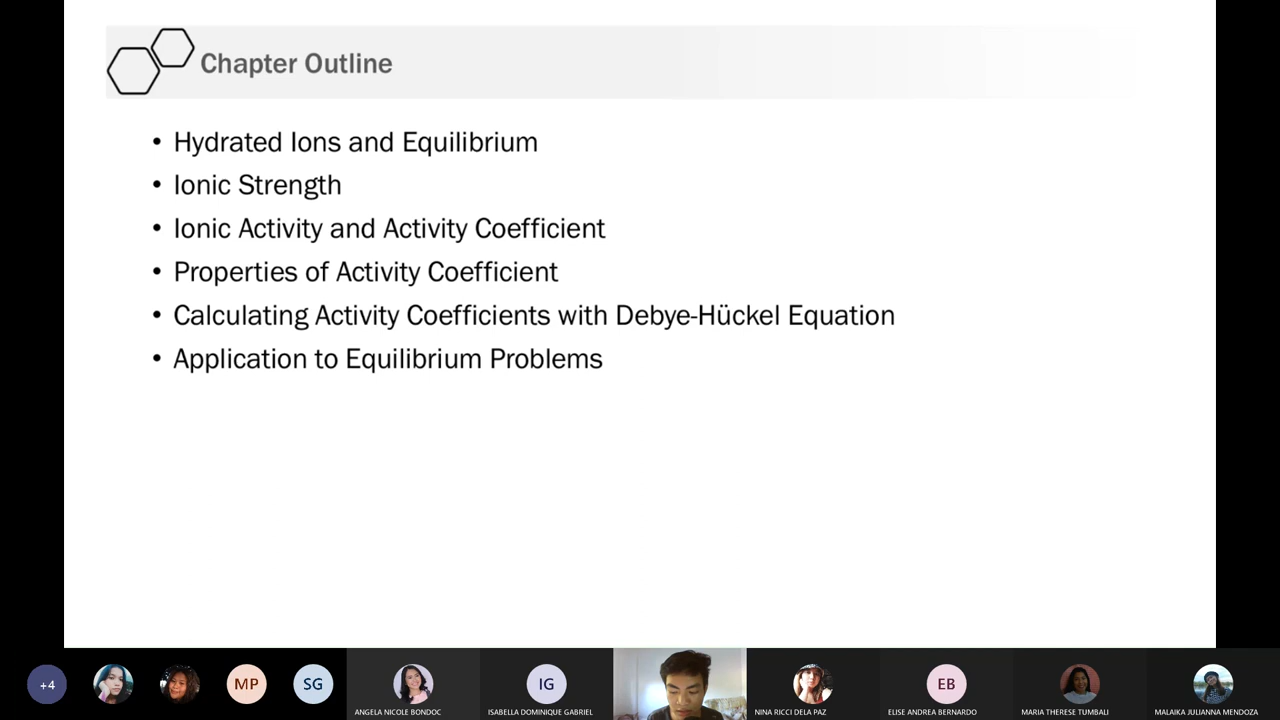 Chapter Outline
• Hydrated Ions and Equilibrium
• Ionic Strength
• Ionic Activity and Activity Coefficient
• Properties of Activity Coefficient
• Calculating Activity Coefficients with Debye-Hückel Equation
• Application to Equilibrium Problems
+4
MP
SG
IG
EB
ANGELA NICOLE BONDOC
ISABELLA DOMINIQUE GABRIEL
NINA RICCI DELA PAZ
ELISE ANDREA BERNARDO
MARIA THERESE TUMBALI
MALAIKA JULIANNA MENDOZA